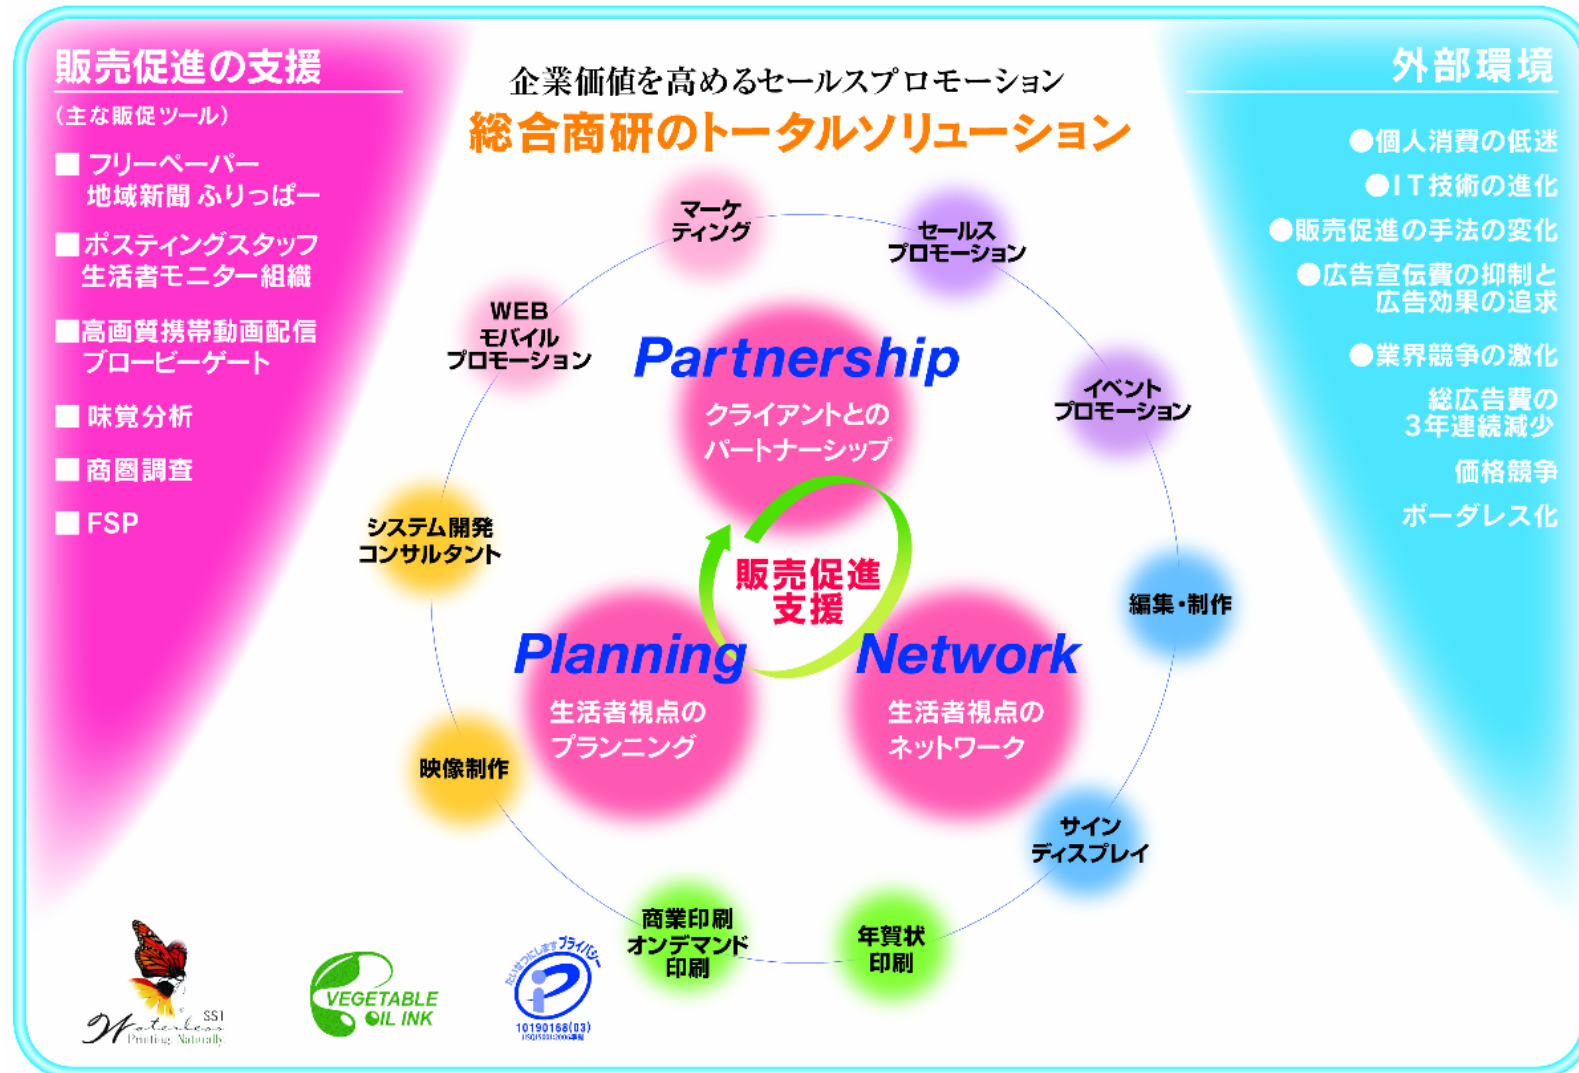 販売促進の支援
（主な販促ツール）
■ フリーペーパー
地域新聞 ふりっぱー
■ ポスティングスタッフ
生活者モニター組織
■高画質携帯動画配信
ブロービーゲート
■ 味覚分析
■ 商圏調査
■ FSP
企業価値を高めるセールスプロモーション
総合商研のトータルソリューション
マーケ
ティング
セールス
プロモーション
WEB
モバイル
プロモーション
イベント
プロモーション
Partnership
クライアントとの
パートナーシップ
システム開発
コンサルタント
販売促進
支援
編集・制作
Planning
生活者視点の
プランニング
Network
生活者視点の
ネットワーク
映像制作
サイン
ディスプレイ
商業印刷
オンデマンド
印刷
年賀状
印刷
外部環境
●個人消費の低迷
●IT技術の進化
●販売促進の手法の変化
●広告宣伝費の抑制と
広告効果の追求
●業界競争の激化
総広告費の
3年連続減少
価格競争
ボーダレス化
SSI
Waterless
Printing. Naturally.
VEGETABLE
OIL INK
たいせつにします プライバシー
10190168(03)